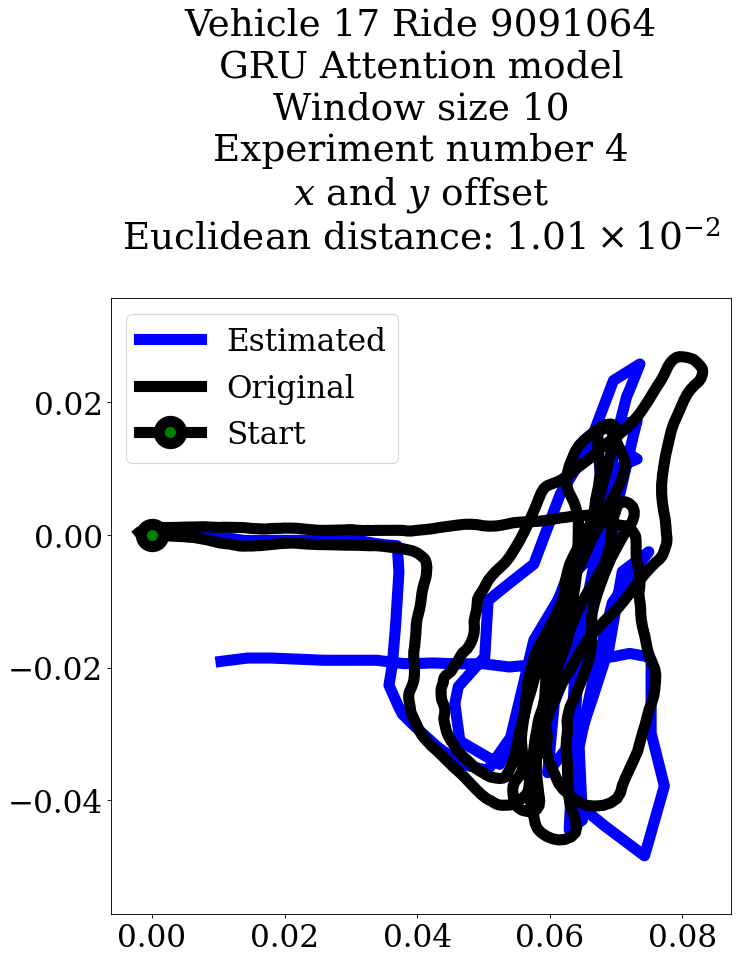 Vehicle 17 Ride 9091064
GRU Attention model
Window size 10
Experiment number 4
x and y offset
Euclidean distance: 1.01 × 10⁻²
Estimated
Original
Start
0.02
0.00
−0.02
−0.04
0.00 0.02 0.04 0.06 0.08